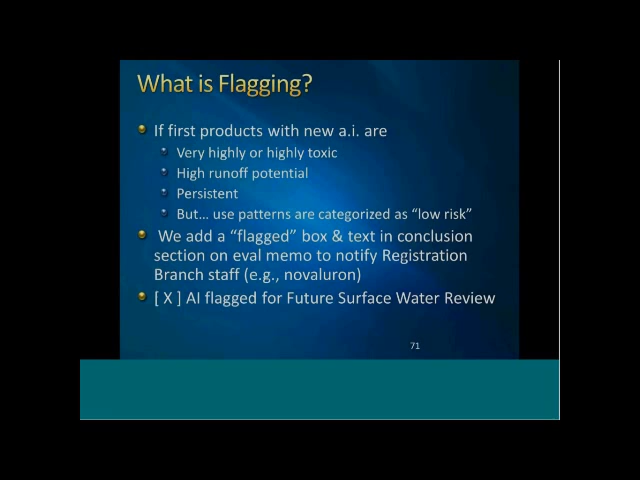 What is Flagging?
If first products with new a.i. are
Very highly or highly toxic
High runoff potential
Persistent
But... use patterns are categorized as “low risk”
We add a “flagged” box & text in conclusion
section on eval memo to notify Registration
Branch staff (e.g., novaluron)
[ X ] AI flagged for Future Surface Water Review
71